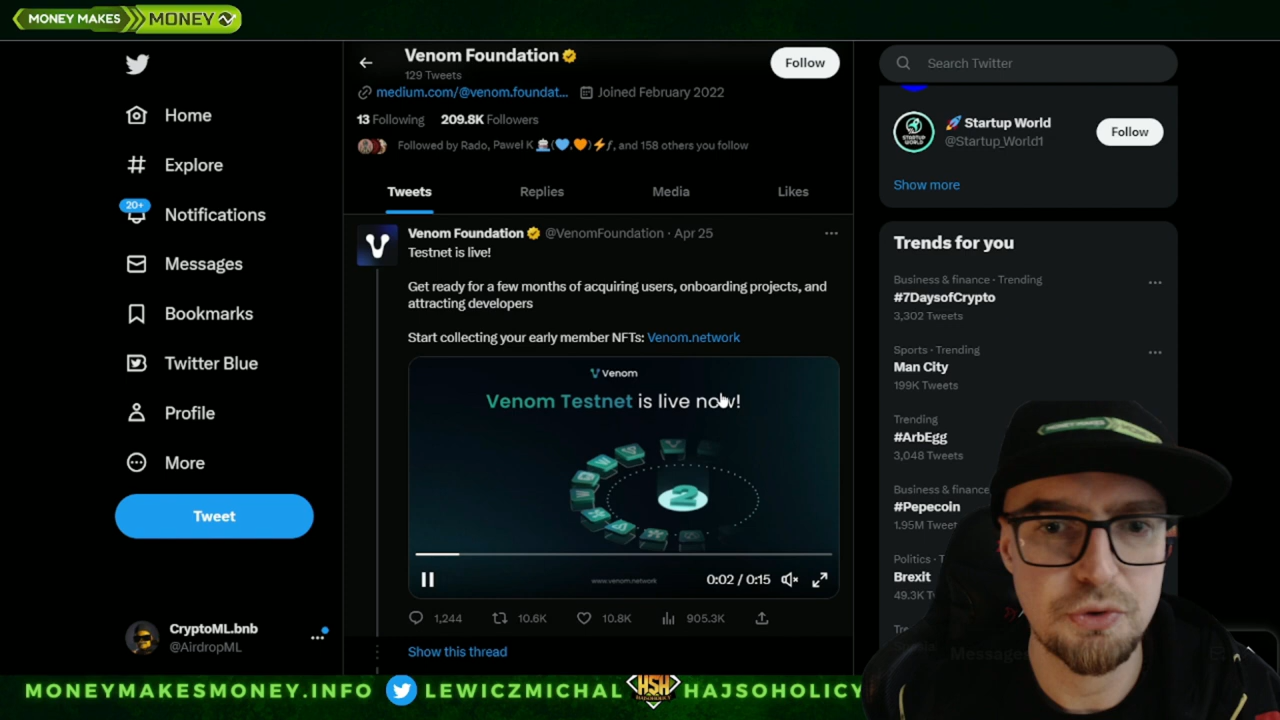 MONEY MAKES MONEY
Home
Explore
20+
Notifications
Messages
Bookmarks
Twitter Blue
Profile
More
Tweet
CryptoML.bnb
@AirdropML
Venom Foundation
129 Tweets
Follow
medium.com/@venom.foundat... Joined February 2022
13 Following 209.8K Followers
Followed by Rado, Pawel K 🤖(💙,🧡)⚡ƒ, and 158 others you follow
Tweets Replies Media Likes
Venom Foundation @VenomFoundation · Apr 25
Testnet is live!
Get ready for a few months of acquiring users, onboarding projects, and
attracting developers
Start collecting your early member NFTs: Venom.network
Venom
Venom Testnet is live now!
2
www.venom.network
0:02 / 0:15
1,244 10.6K 10.8K 905.3K
Show this thread
Search Twitter
STARTUP
WORLD
🚀 Startup World
@Startup_World1
Follow
Show more
Trends for you
Business & finance · Trending
#7DaysofCrypto
3,302 Tweets
Sports · Trending
Man City
199K Tweets
Trending
#ArbEgg
3,048 Tweets
Business & finance
#Pepecoin
1.95M Tweet
Politics · T
Brexit
49.3K
Messages
MONEYMAKESMONEY.INFO LEWICZMICHAL HSH HAJSOHOLICY